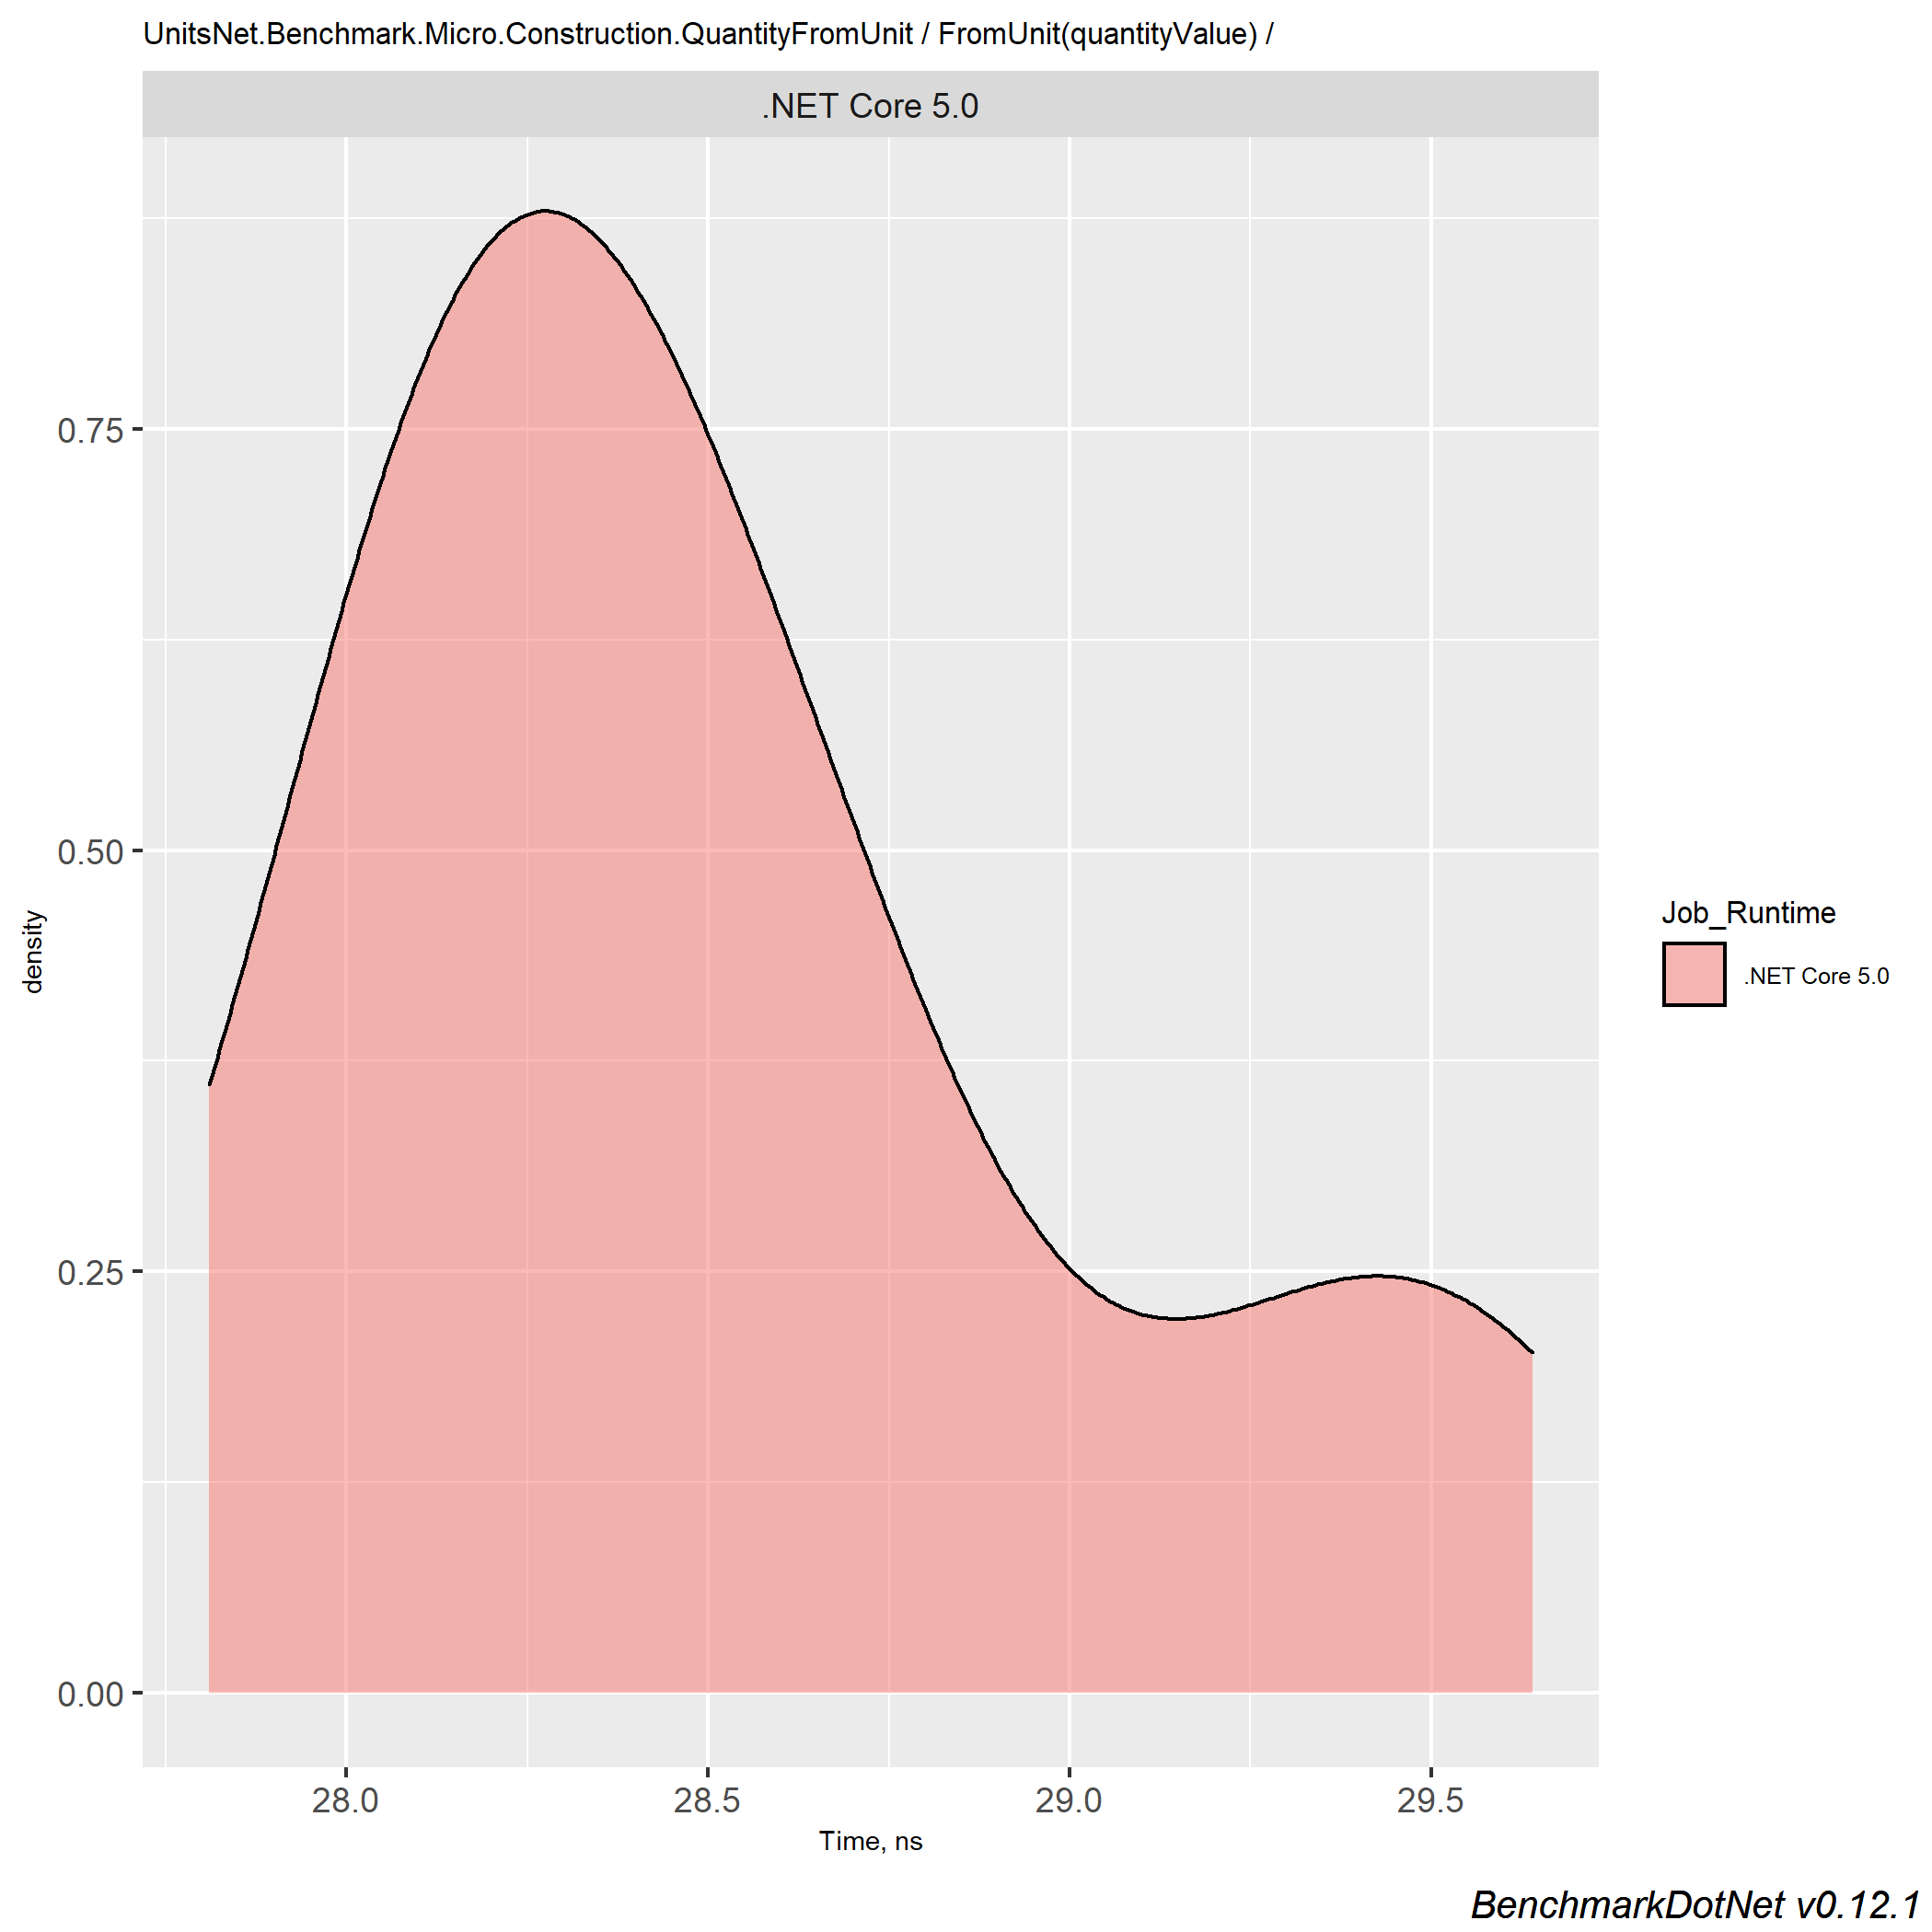 UnitsNet.Benchmark.Micro.Construction.QuantityFromUnit / FromUnit(quantityValue) /
.NET Core 5.0
0.75
0.50
0.25
0.00
density
28.0
28.5
29.0
29.5
Time, ns
Job_Runtime
.NET Core 5.0
BenchmarkDotNet v0.12.1